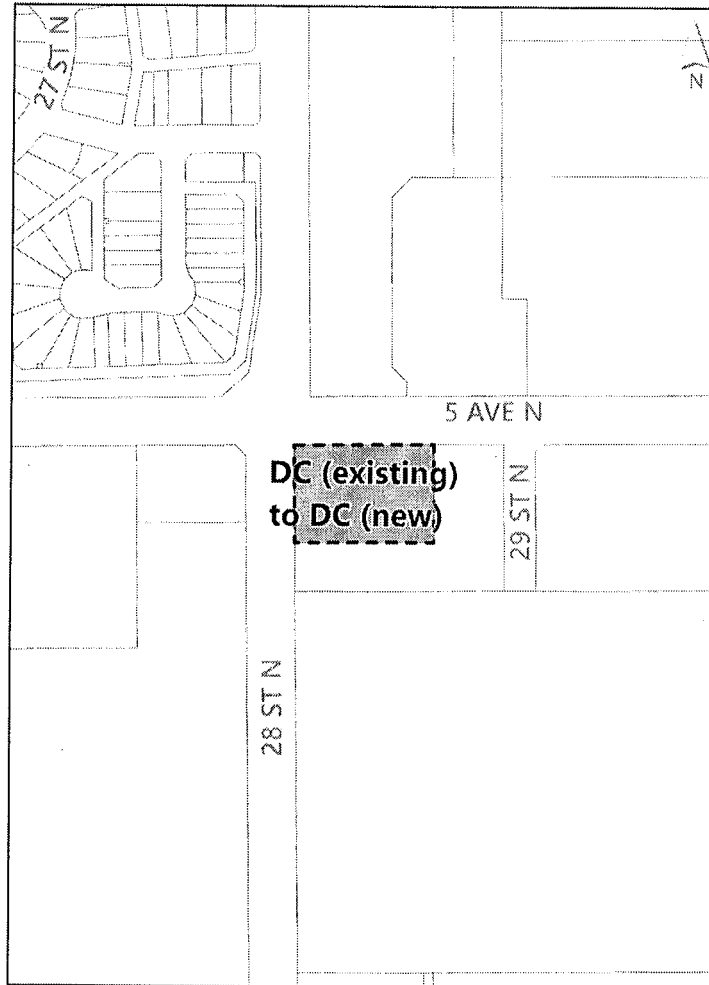 27 ST N
N
5 AVE N
DC (existing)
to DC (new)
29 ST N
28 ST N